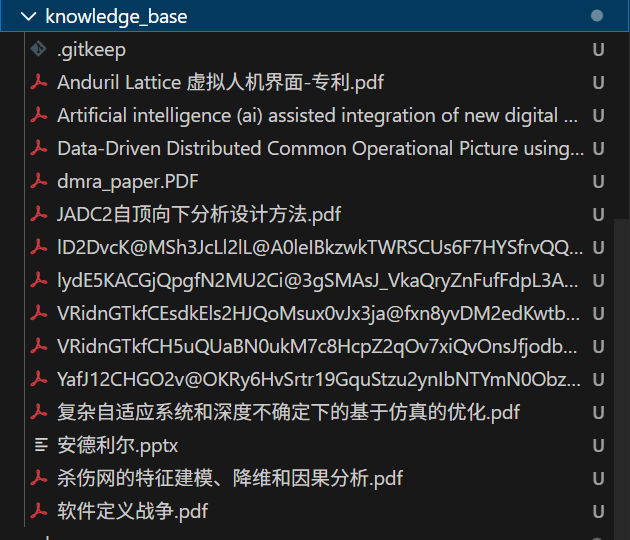 knowledge_base
.gitkeep U
Anduril Lattice 虚拟人机界面-专利.pdf U
Artificial intelligence (ai) assisted integration of new digital ... U
Data-Driven Distributed Common Operational Picture using... U
dmra_paper.PDF U
JADC2自顶向下分析设计方法.pdf U
lD2DvcK@MSh3JcLl2lL@A0leIBkzwkTWRSCUs6F7HYSfrvQQ... U
lydE5KACGjQpgfN2MU2Ci@3gSMAsJ_VkaQryZnFufFdpL3A... U
VRidnGTkfCEsdkEls2HJQoMsux0vJx3ja@fxn8yvDM2edKwtb... U
VRidnGTkfCH5uQUaBN0ukM7c8HcpZ2qOv7xiQvOnsJfjodb... U
YafJ12CHGO2v@OKRy6HvSrtr19GquStzu2ynIbNTYmN0Obz... U
复杂自适应系统和深度不确定下的基于仿真的优化.pdf U
安德利尔.pptx U
杀伤网的特征建模、降维和因果分析.pdf U
软件定义战争.pdf U